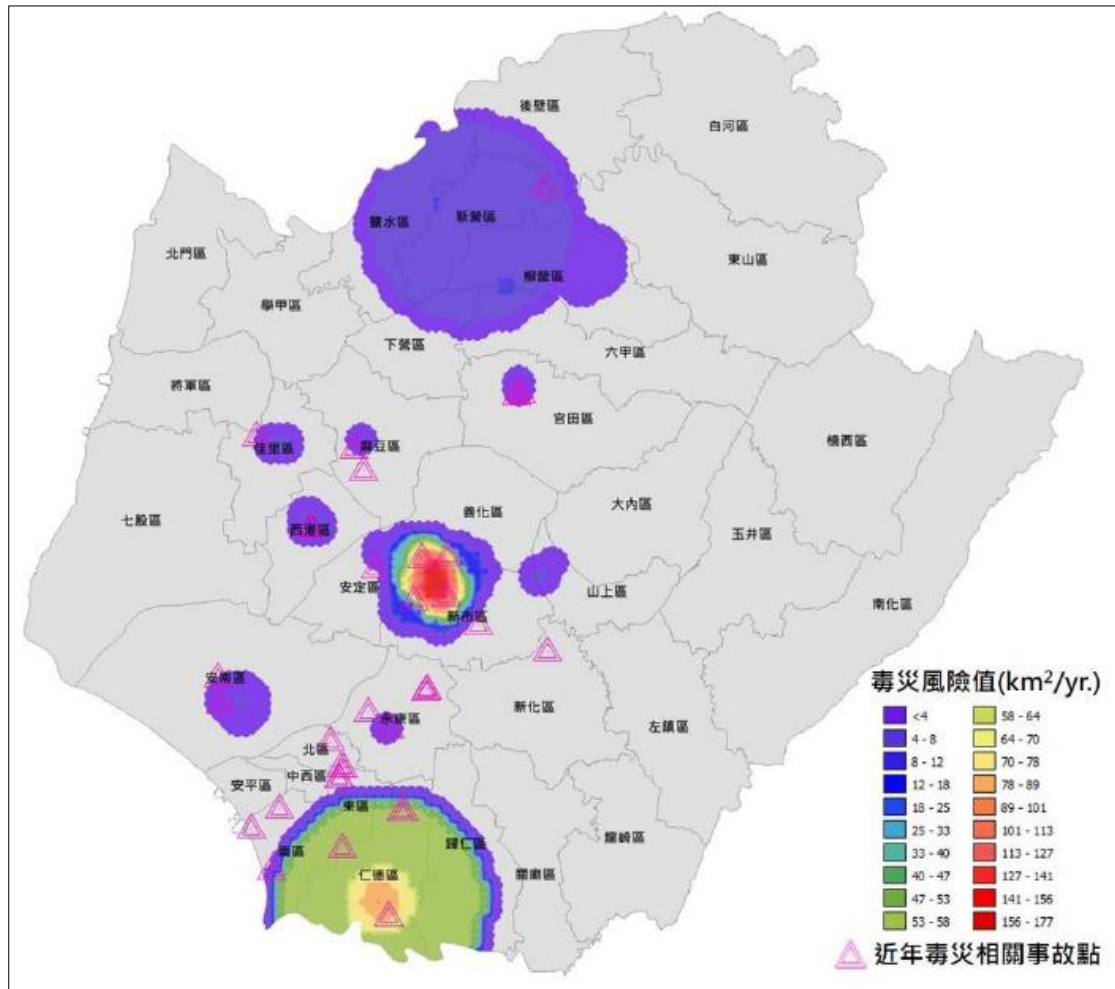 後壁區
白河區
鹽水區
新營區
北門區
東山區
柳營區
學甲區
下營區
六甲區
將軍區
官田區
楠西區
佳里區
麻豆區
大內區
七股區
善化區
西港區
玉井區
安定區
山上區
南化區
新市區
安南區
新化區
左鎮區
永康區
北區
中西區
安平區
東區
歸仁區
龍崎區
南區
仁德區
關廟區
毒災風險值(km²/yr.)
<4
4 - 8
8 - 12
12 - 18
18 - 25
25 - 33
33 - 40
40 - 47
47 - 53
53 - 58
58 - 64
64 - 70
70 - 78
78 - 89
89 - 101
101 - 113
113 - 127
127 - 141
141 - 156
156 - 177
近年毒災相關事故點